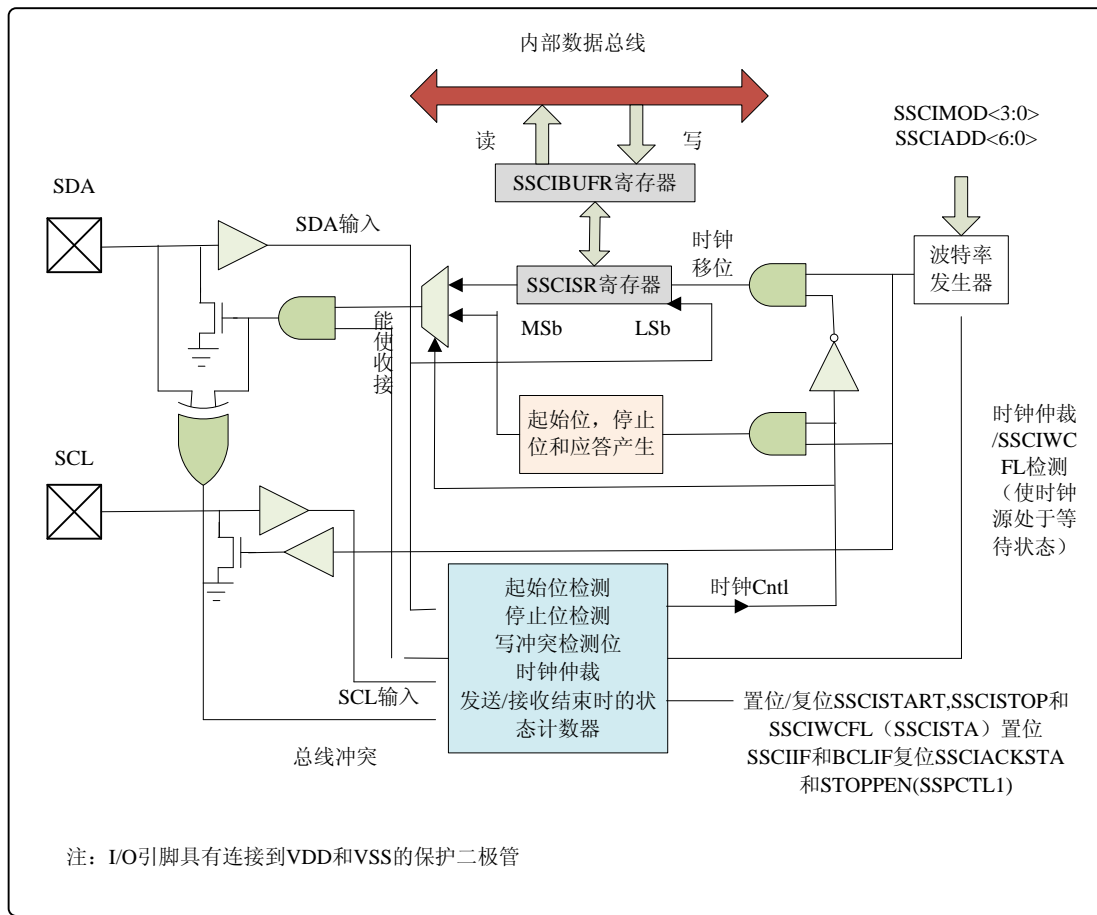 内部数据总线
SSCIMOD<3:0>
SSCIADD<6:0>
读
写
SSCIBUFR寄存器
SDA
SDA输入
时钟
移位
波特率
发生器
SSCISR寄存器
MSb
LSb
能
使
收
接
起始位，停止
位和应答产生
时钟仲裁
/SSCIWC
FL检测
（使时钟
源处于等
待状态）
SCL
起始位检测
停止位检测
写冲突检测位
时钟仲裁
发送/接收结束时的状
态计数器
时钟Cntl
SCL输入
总线冲突
置位/复位SSCISTART,SSCISTOP和
SSCIWCFL（SSCISTA）置位
SSCIIF和BCLIF复位SSCIACKSTA
和STOPPEN(SSPCTL1)
注：I/O引脚具有连接到VDD和VSS的保护二极管